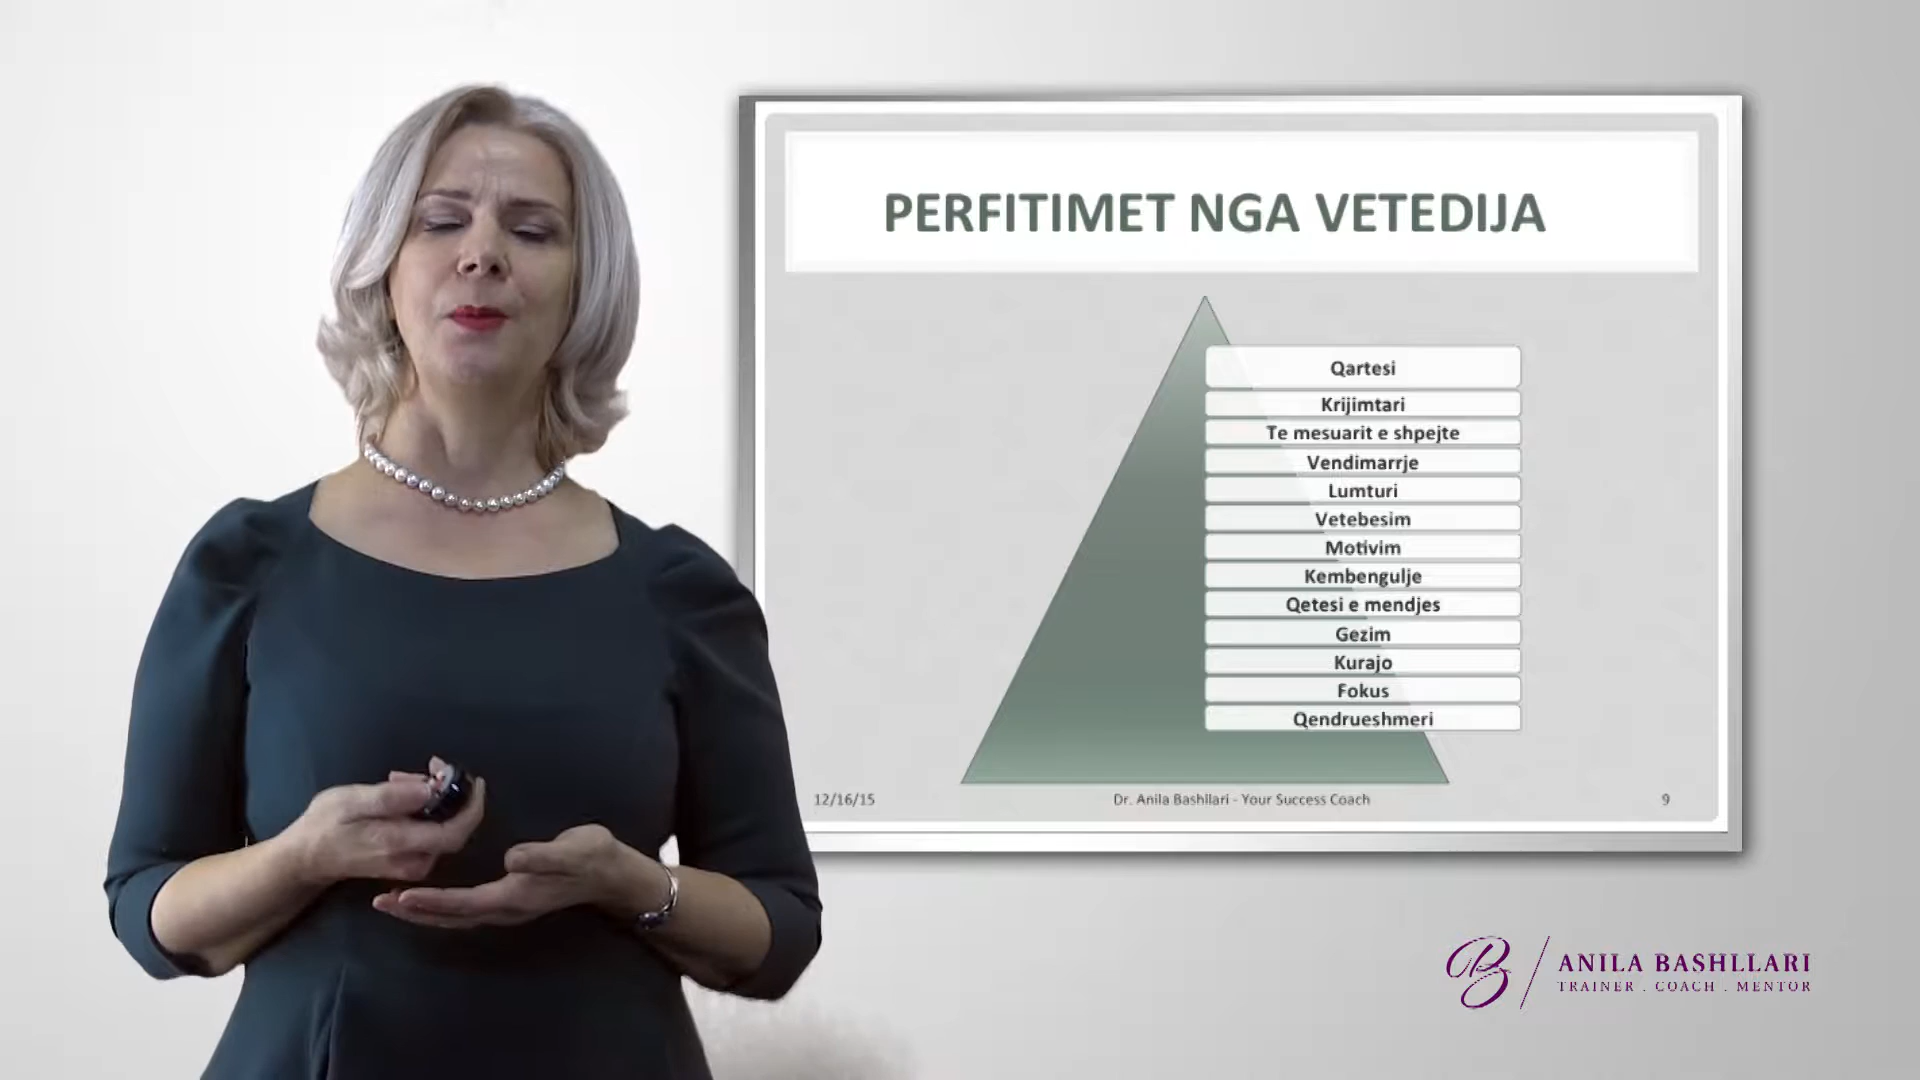 PERFITIMET NGA VETEDIJA
Qartesi
Krijimtari
Te mesuarit e shpejte
Vendimarrje
Lumturi
Vetebesim
Motivim
Kembengulje
Qetesi e mendjes
Gezim
Kurajo
Fokus
Qendrueshmeri
12/16/15
Dr. Anila Bashllari - Your Success Coach
9
B
ANILA BASHLLARI
TRAINER . COACH . MENTOR